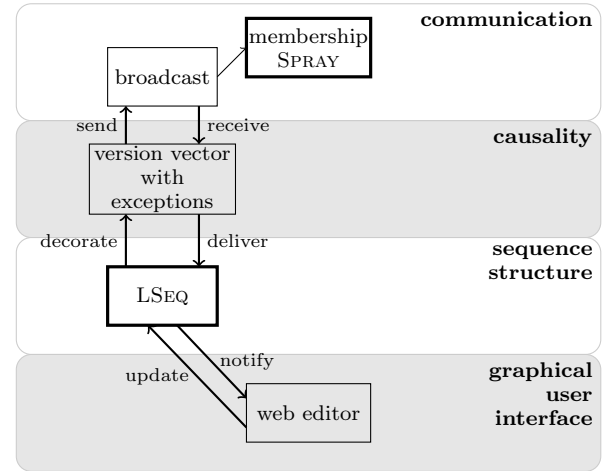 communication
membership
SPRAY
broadcast
send
receive
causality
version vector
with
exceptions
decorate
deliver
sequence
structure
LSEQ
notify
update
graphical
user
interface
web editor